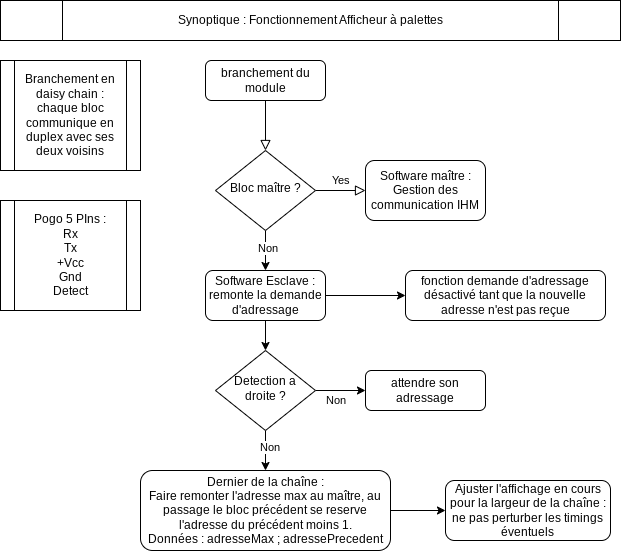 Synoptique : Fonctionnement Afficheur à palettes
Branchement en
daisy chain :
chaque bloc
communique en
duplex avec ses
deux voisins
branchement du
module
Bloc maître ?
Yes
Software maître :
Gestion des
communication IHM
Pogo 5 PIns :
Rx
Tx
+Vcc
Gnd
Detect
Non
Software Esclave :
remonte la demande
d'adressage
fonction demande d'adressage
désactivé tant que la nouvelle
adresse n'est pas reçue
Detection a
droite ?
Non
attendre son
adressage
Non
Dernier de la chaîne :
Faire remonter l'adresse max au maître, au
passage le bloc précédent se reserve
l'adresse du précédent moins 1.
Données : adresseMax ; adressePrecedent
Ajuster l'affichage en cours
pour la largeur de la chaîne :
ne pas perturber les timings
éventuels